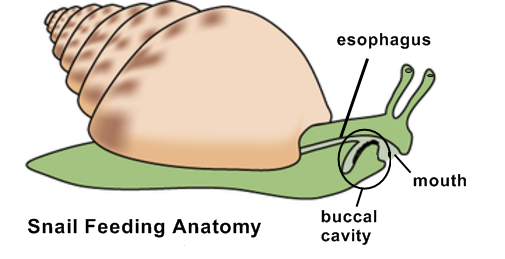 esophagus
mouth
Snail Feeding Anatomy
buccal
cavity